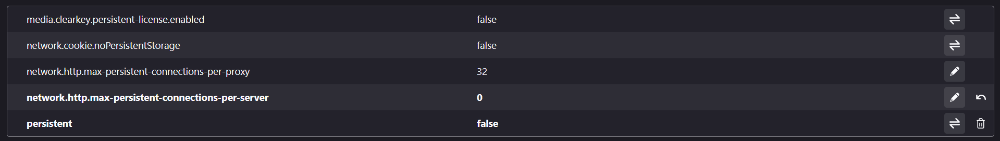 media.clearkey.persistent-license.enabled false
network.cookie.noPersistentStorage false
network.http.max-persistent-connections-per-proxy 32
network.http.max-persistent-connections-per-server 0
persistent false